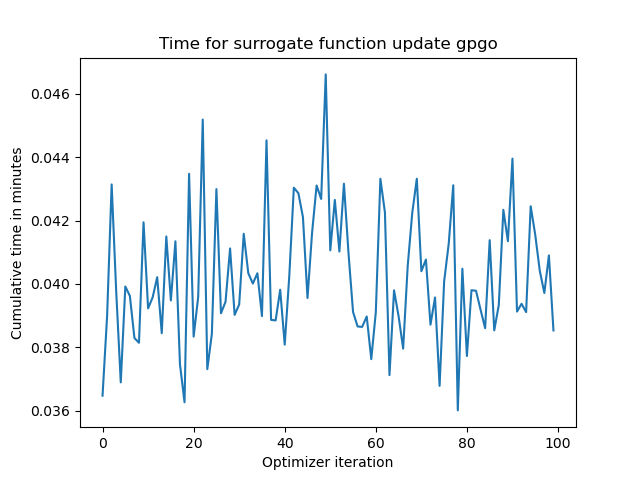 Time for surrogate function update gpgo
Cumulative time in minutes
0.046
0.044
0.042
0.040
0.038
0.036
0 20 40 60 80 100
Optimizer iteration